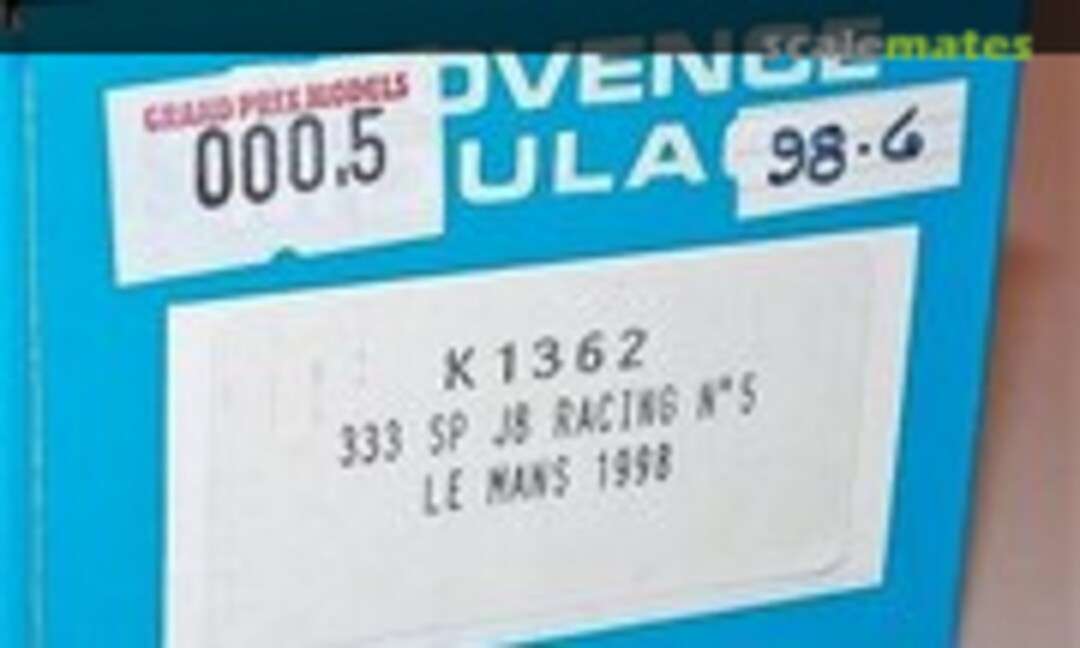 scalemates
OVENCE
GRAND PRIX MODELS
000.5
ULA
98-6
K1362
333 SP JB RACING N°5
LE MANS 1998